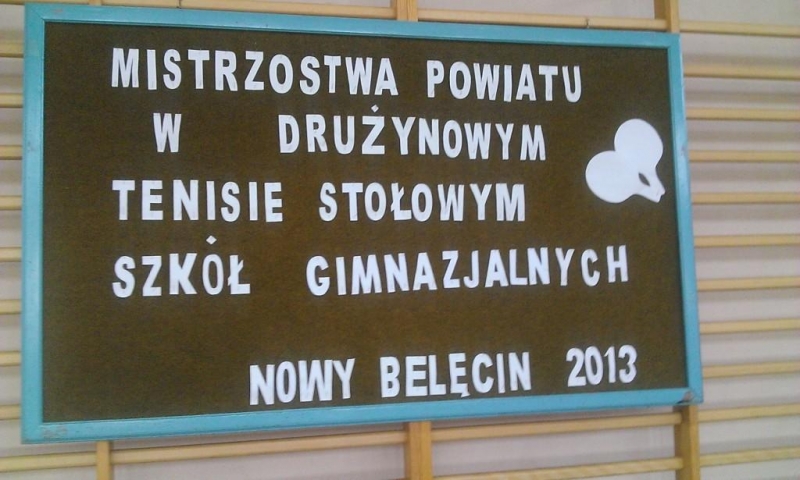 MISTRZOSTWA POWIATU
W DRUŻYNOWYM
TENISIE STOŁOWYM
SZKÓŁ GIMNAZJALNYCH
NOWY BELĘCIN 2013